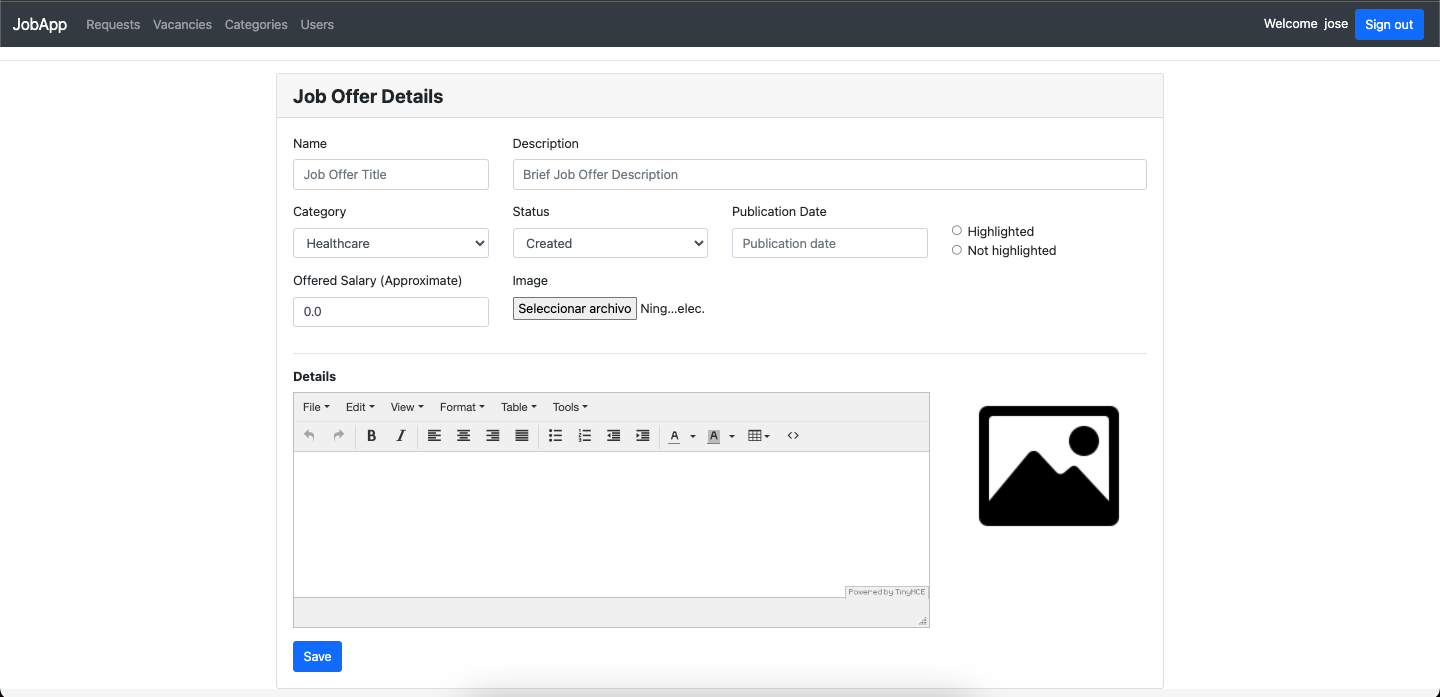 JobApp Requests Vacancies Categories Users Welcome jose Sign out
Job Offer Details
Name Description
Job Offer Title Brief Job Offer Description
Category Status Publication Date
Healthcare Created Publication date
Highlighted
Not highlighted
Offered Salary (Approximate) Image
0.0 Seleccionar archivo Ning...elec.
Details
File Edit View Format Table Tools
B I A A <>
Powered by TinyMCE
Save